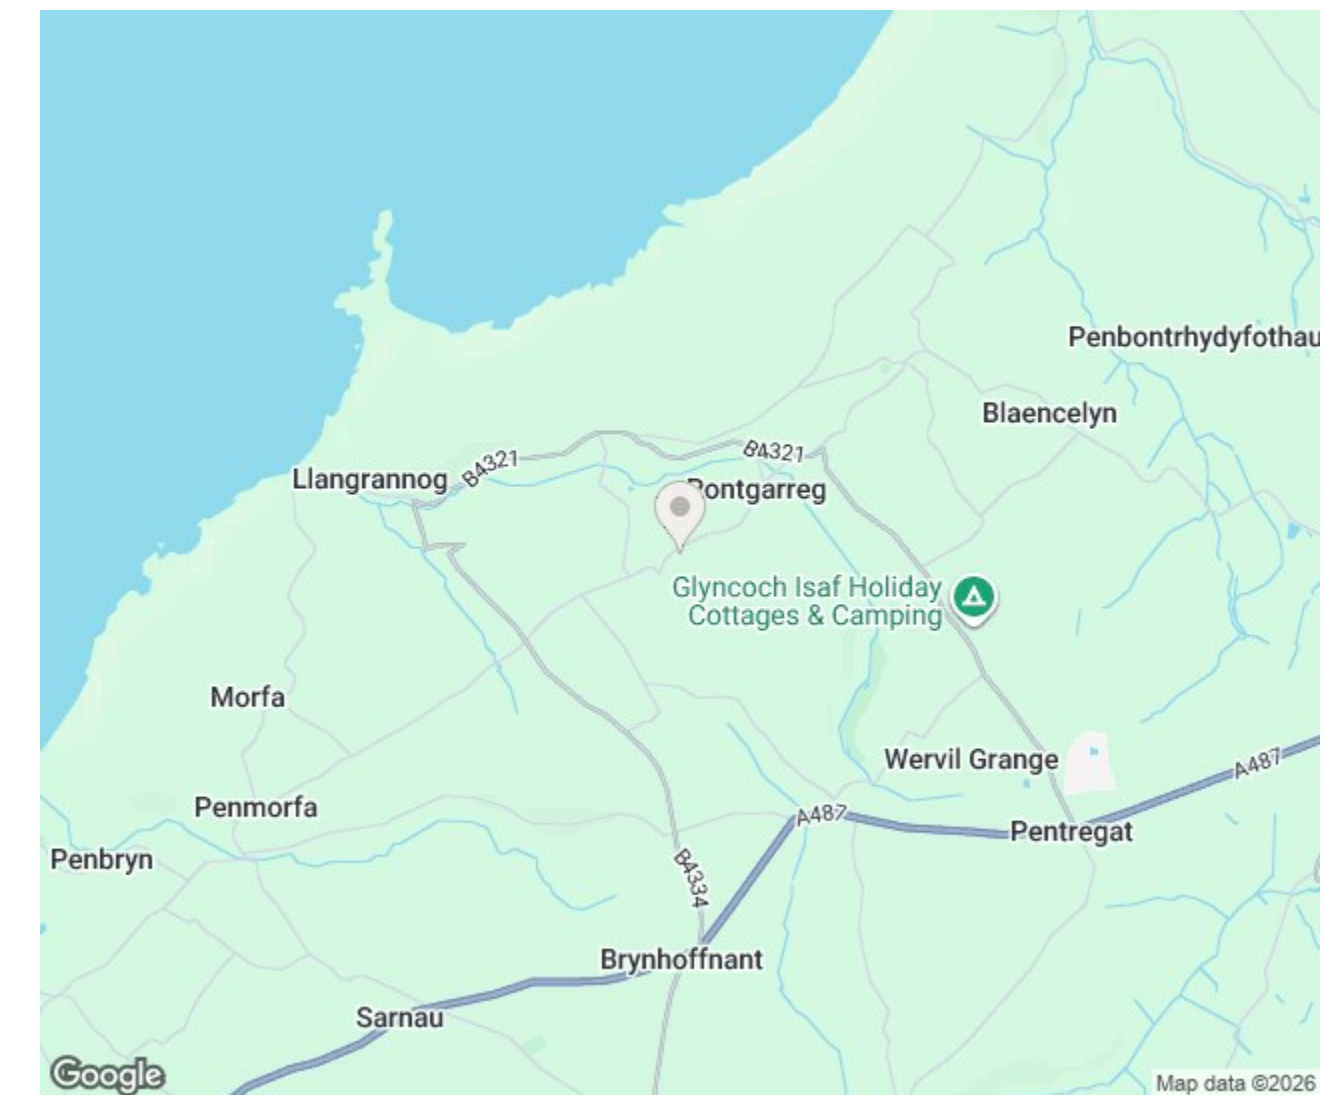 Penbontrhydyfothau
Blaencelyn
B4321
B4321
Llangrannog
Pontgarreg
Glyncoch Isaf Holiday
Cottages & Camping
Morfa
Wervil Grange
A487
Penmorfa
A487
Pentregat
Penbryn
B4334
Brynhoffnant
Sarnau
Google
Map data ©2026